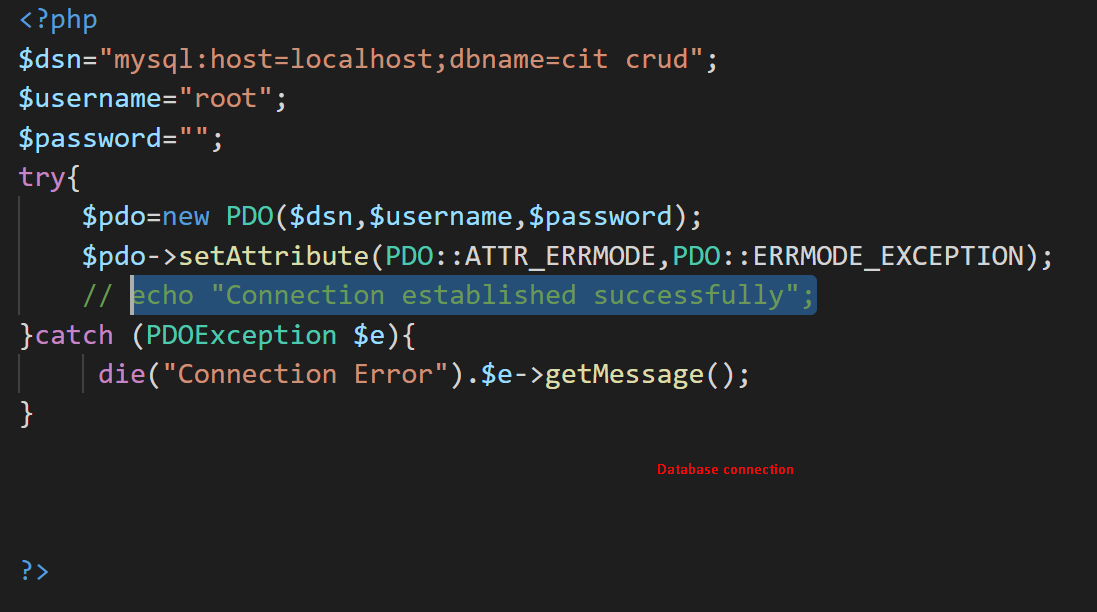 <?php
$dsn="mysql:host=localhost;dbname=cit crud";
$username="root";
$password="";
try{
    $pdo=new PDO($dsn,$username,$password);
    $pdo->setAttribute(PDO::ATTR_ERRMODE,PDO::ERRMODE_EXCEPTION);
    // echo "Connection established successfully";
}catch (PDOException $e){
     die("Connection Error").$e->getMessage();
}
Database connection
?>